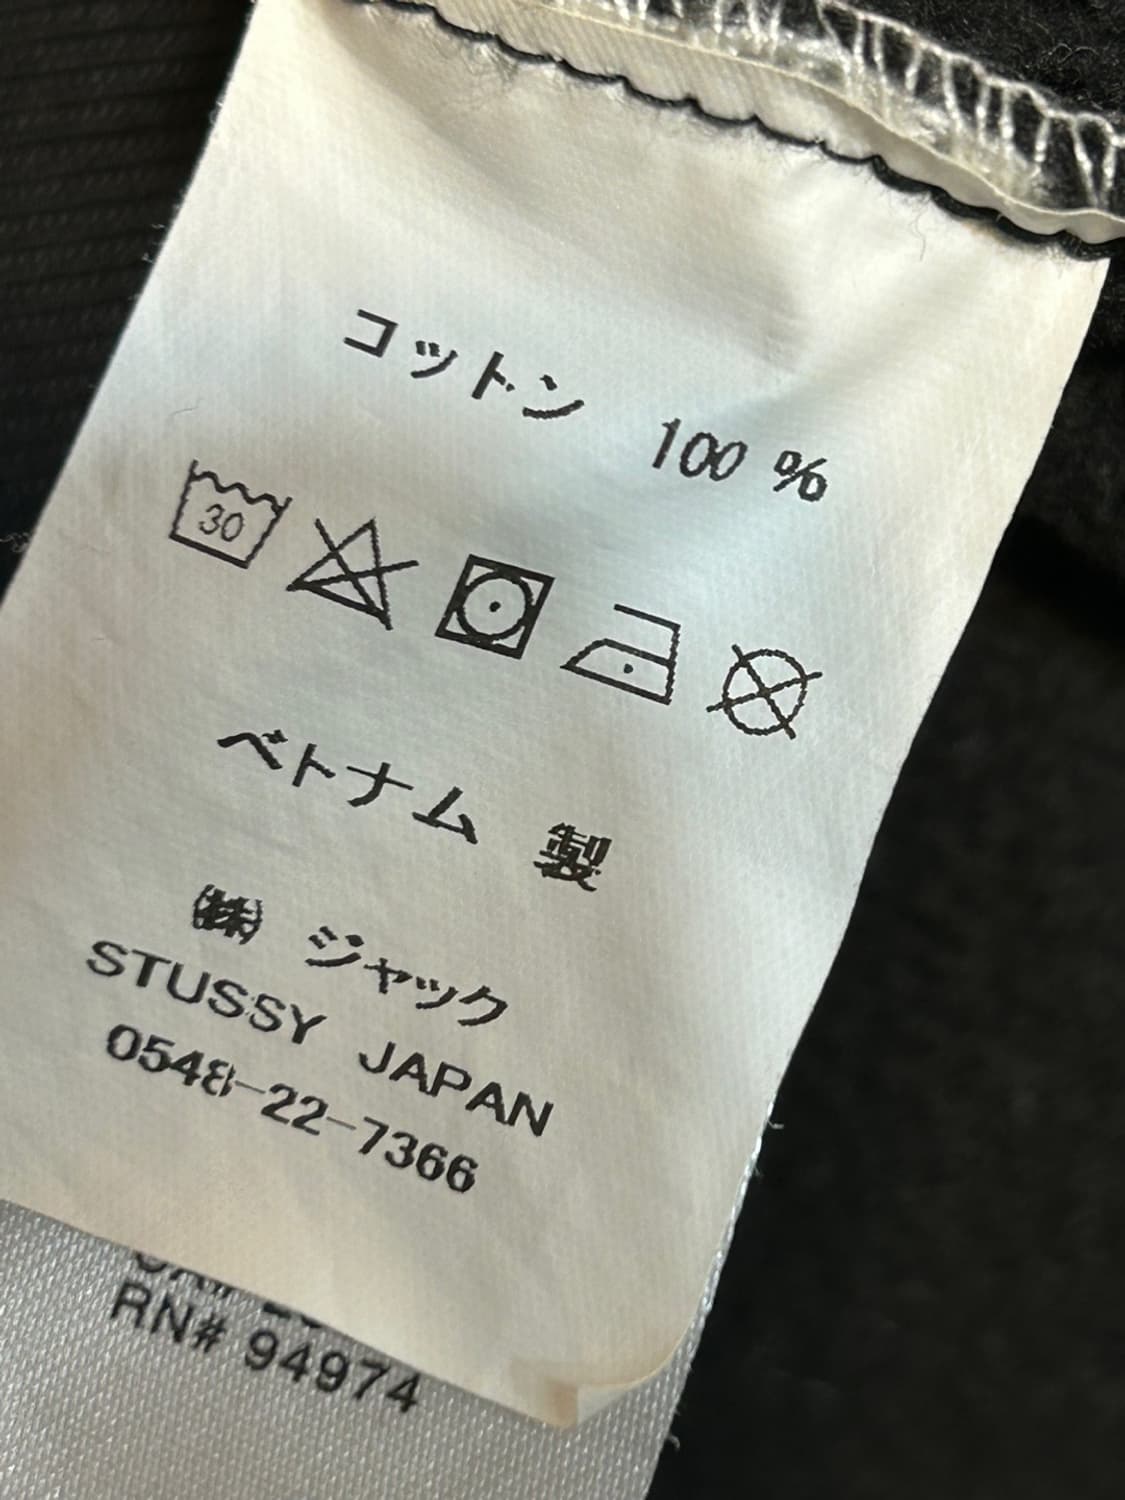 コットン 100 %
30
ベトナム 製
㈱ ジャック
STUSSY JAPAN
0548-22-7366
RN# 94974